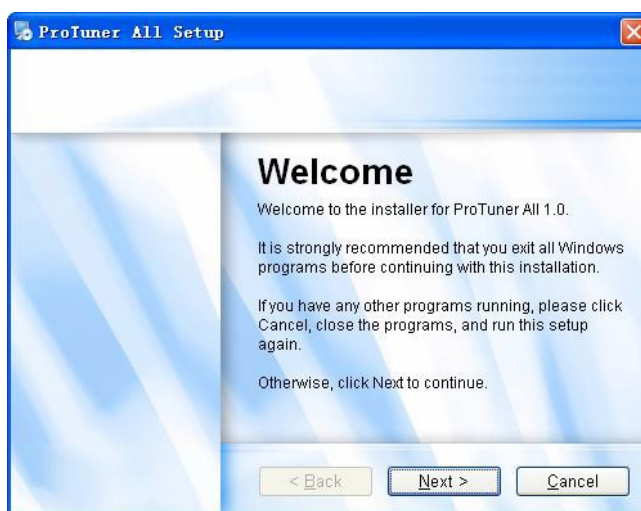 ProTuner All Setup
Welcome
Welcome to the installer for ProTuner All 1.0.
It is strongly recommended that you exit all Windows
programs before continuing with this installation.
If you have any other programs running, please click
Cancel, close the programs, and run this setup
again.
Otherwise, click Next to continue.
< Back Next > Cancel